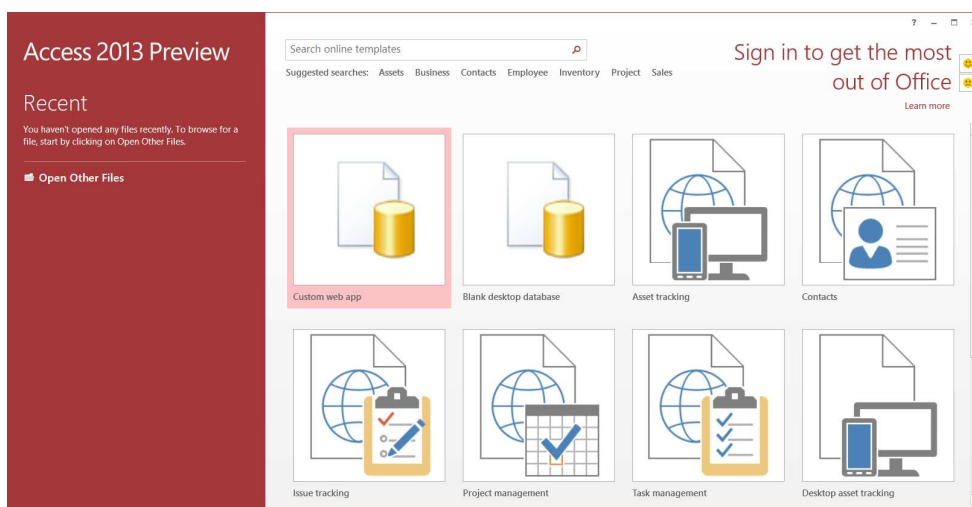 Access 2013 Preview
Recent
You haven't opened any files recently. To browse for a
file, start by clicking on Open Other Files.
Open Other Files
?
Search online templates
Suggested searches: Assets Business Contacts Employee Inventory Project Sales
Sign in to get the most
out of Office
Learn more
Custom web app
Blank desktop database
Asset tracking
Contacts
Issue tracking
Project management
Task management
Desktop asset tracking